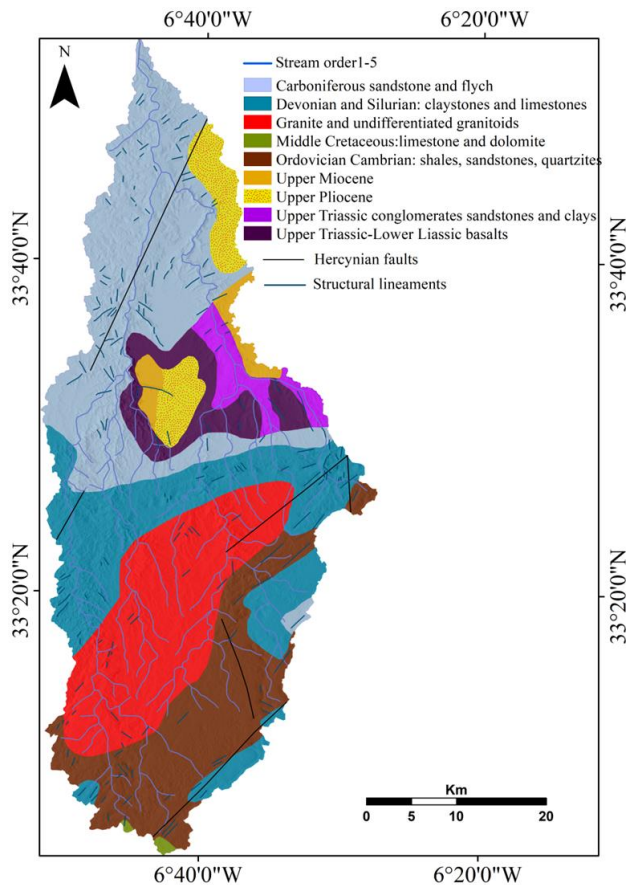 6°40'0"W 6°20'0"W
N
Stream order1-5
Carboniferous sandstone and flych
Devonian and Silurian: claystones and limestones
Granite and undifferentiated granitoids
Middle Cretaceous:limestone and dolomite
Ordovician Cambrian: shales, sandstones, quartzites
Upper Miocene
Upper Pliocene
Upper Triassic conglomerates sandstones and clays
Upper Triassic-Lower Liassic basalts
Hercynian faults
Structural lineaments
33°40'0"N 33°40'0"N
33°20'0"N 33°20'0"N
Km
0 5 10 20
6°40'0"W 6°20'0"W